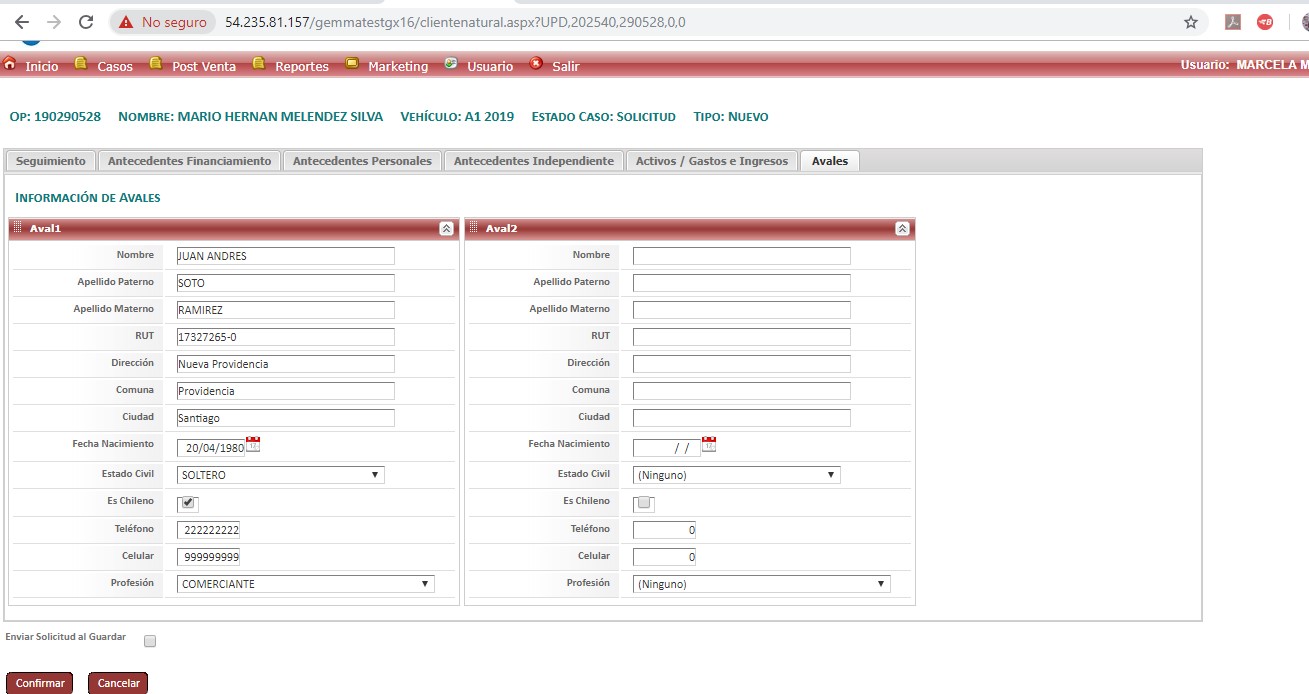 No seguro 54.235.81.157/gemmatestgx16/clientenatural.aspx?UPD,202540,290528,0,0
Inicio Casos Post Venta Reportes Marketing Usuario Salir Usuario: MARCELA M
OP: 190290528 NOMBRE: MARIO HERNAN MELENDEZ SILVA VEHÍCULO: A1 2019 ESTADO CASO: SOLICITUD TIPO: NUEVO
Seguimiento Antecedentes Financiamiento Antecedentes Personales Antecedentes Independiente Activos / Gastos e Ingresos Avales
INFORMACIÓN DE AVALES
Aval1
Nombre JUAN ANDRES
Apellido Paterno SOTO
Apellido Materno RAMIREZ
RUT 17327265-0
Dirección Nueva Providencia
Comuna Providencia
Ciudad Santiago
Fecha Nacimiento 20/04/1980
Estado Civil SOLTERO
Es Chileno
Teléfono 222222222
Celular 999999999
Profesión COMERCIANTE
Aval2
Nombre
Apellido Paterno
Apellido Materno
RUT
Dirección
Comuna
Ciudad
Fecha Nacimiento / /
Estado Civil (Ninguno)
Es Chileno
Teléfono 0
Celular 0
Profesión (Ninguno)
Enviar Solicitud al Guardar
Confirmar Cancelar